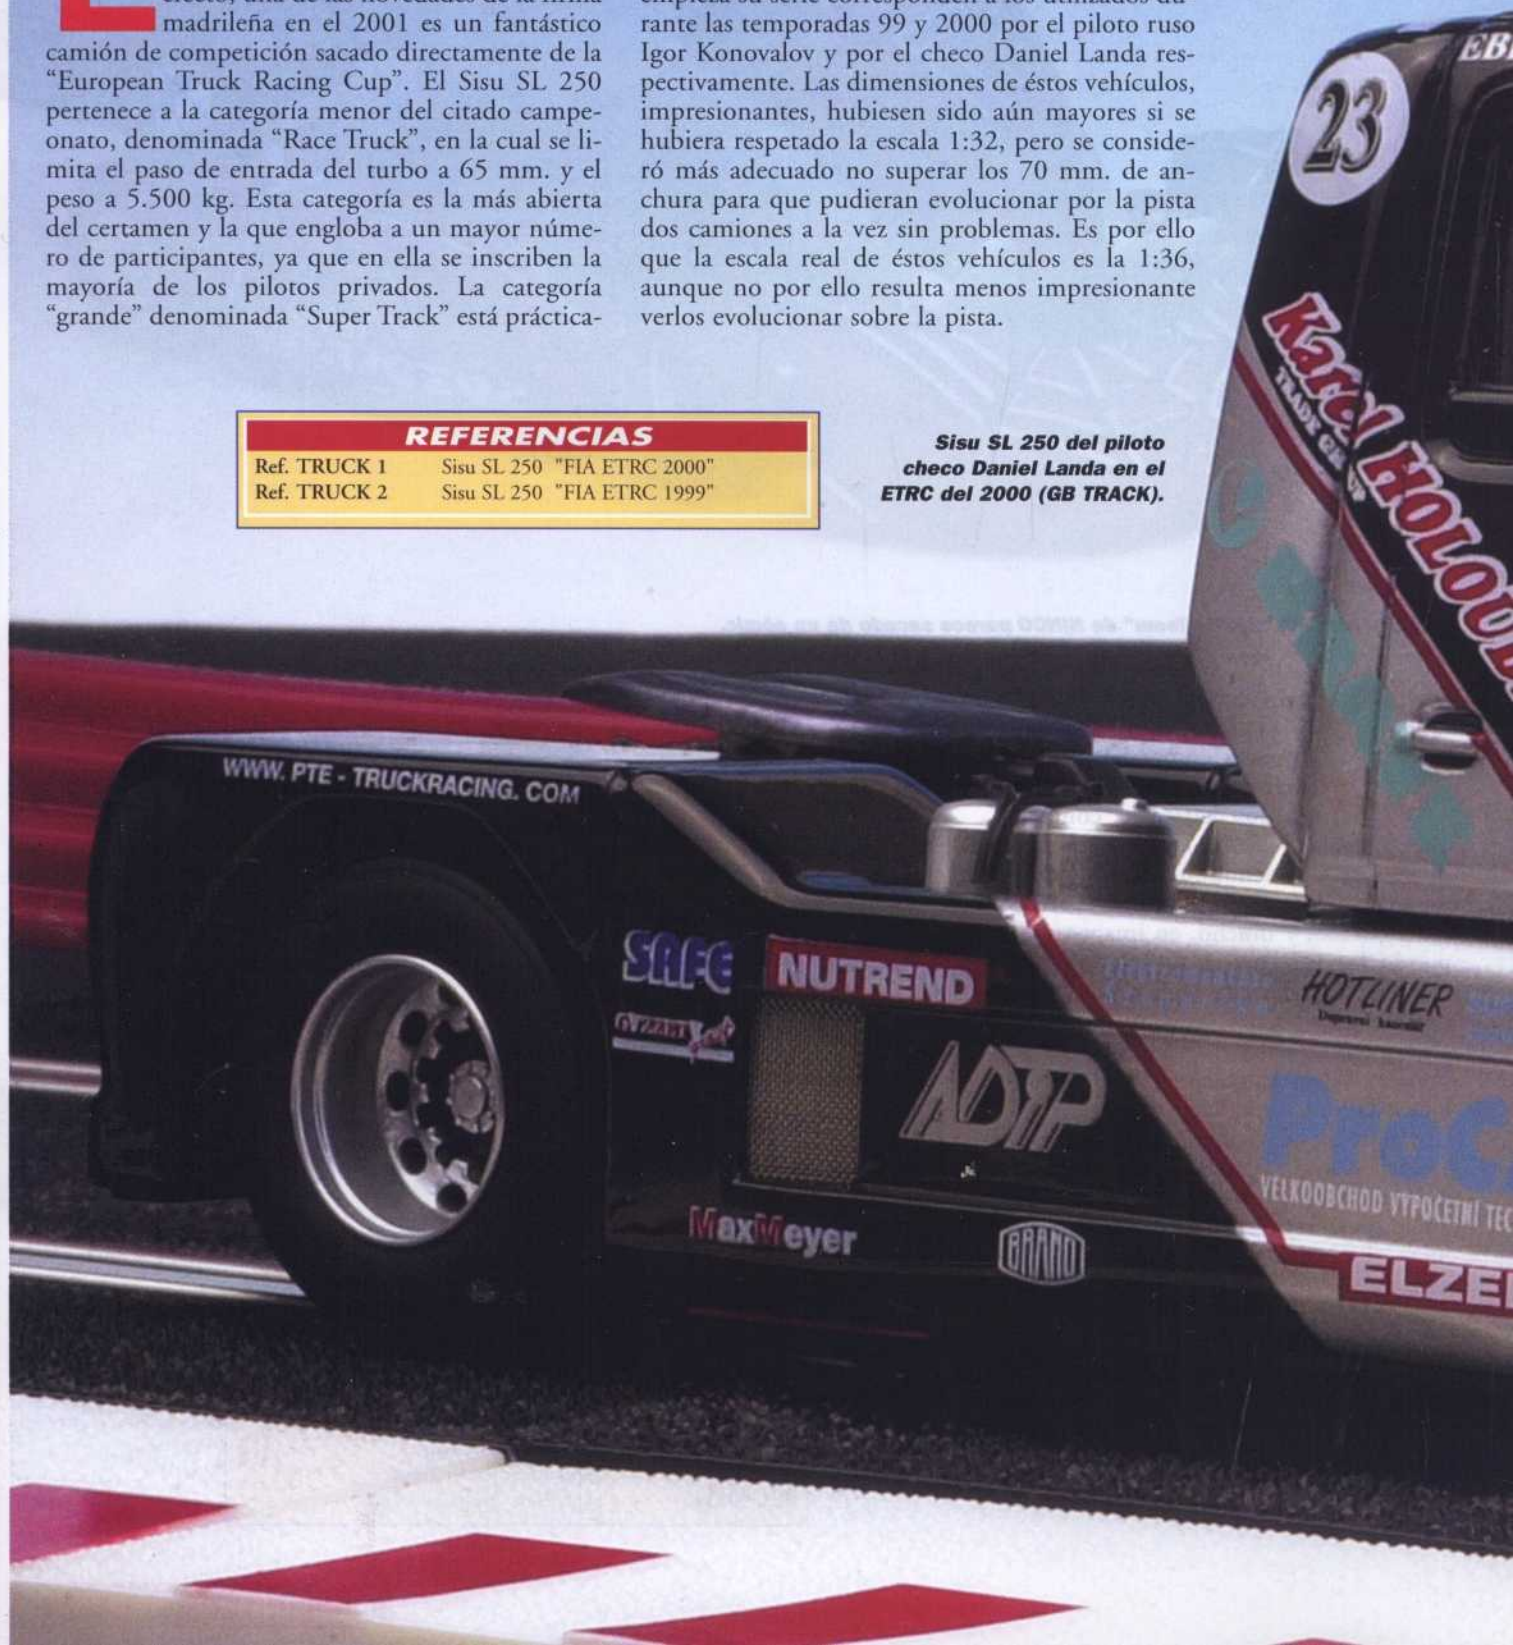 madrileña en el 2001 es un fantástico
camión de competición sacado directamente de la
“European Truck Racing Cup”. El Sisu SL 250
pertenece a la categoría menor del citado campe-
onato, denominada “Race Truck”, en la cual se li-
mita el paso de entrada del turbo a 65 mm. y el
peso a 5.500 kg. Esta categoría es la más abierta
del certamen y la que engloba a un mayor núme-
ro de participantes, ya que en ella se inscriben la
mayoría de los pilotos privados. La categoría
“grande” denominada “Super Track” está práctica-
rante las temporadas 99 y 2000 por el piloto ruso
Igor Konovalov y por el checo Daniel Landa res-
pectivamente. Las dimensiones de éstos vehículos,
impresionantes, hubiesen sido aún mayores si se
hubiera respetado la escala 1:32, pero se conside-
ró más adecuado no superar los 70 mm. de an-
chura para que pudieran evolucionar por la pista
dos camiones a la vez sin problemas. Es por ello
que la escala real de éstos vehículos es la 1:36,
aunque no por ello resulta menos impresionante
verlos evolucionar sobre la pista.
REFERENCIAS
Ref. TRUCK 1 Sisu SL 250 "FIA ETRC 2000"
Ref. TRUCK 2 Sisu SL 250 "FIA ETRC 1999"
Sisu SL 250 del piloto
checo Daniel Landa en el
ETRC del 2000 (GB TRACK).
23
Karel HOLOUB
WWW. PTE - TRUCKRACING. COM
SAFE
NUTREND
HOTLINER
ADIP
ProC
VELKOOBCHOD VÝPOČETNÍ TEC
MaxMeyer
BRANO
ELZE